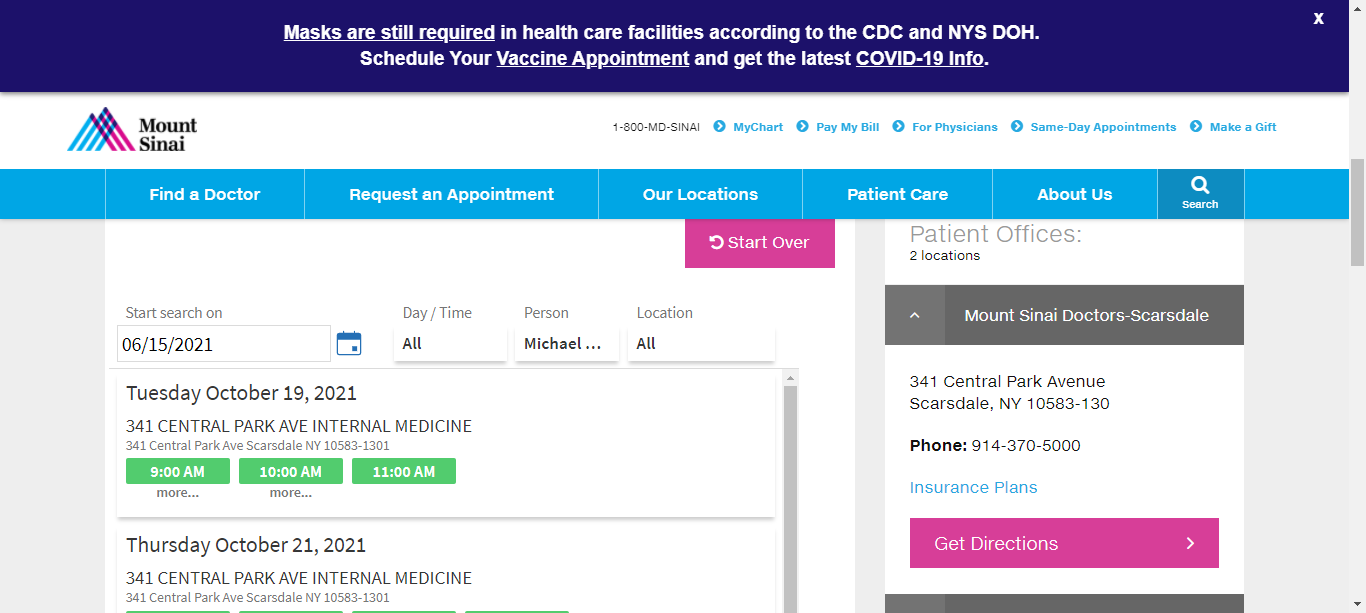 Masks are still required in health care facilities according to the CDC and NYS DOH.
Schedule Your Vaccine Appointment and get the latest COVID-19 Info.
X
Mount
Sinai
1-800-MD-SINAI MyChart Pay My Bill For Physicians Same-Day Appointments Make a Gift
Find a Doctor Request an Appointment Our Locations Patient Care About Us Search
Start Over
Start search on Day / Time Person Location
06/15/2021 All Michael ... All
Tuesday October 19, 2021
341 CENTRAL PARK AVE INTERNAL MEDICINE
341 Central Park Ave Scarsdale NY 10583-1301
9:00 AM 10:00 AM 11:00 AM
more... more...
Thursday October 21, 2021
341 CENTRAL PARK AVE INTERNAL MEDICINE
341 Central Park Ave Scarsdale NY 10583-1301
Patient Offices:
2 locations
Mount Sinai Doctors-Scarsdale
341 Central Park Avenue
Scarsdale, NY 10583-130
Phone: 914-370-5000
Insurance Plans
Get Directions